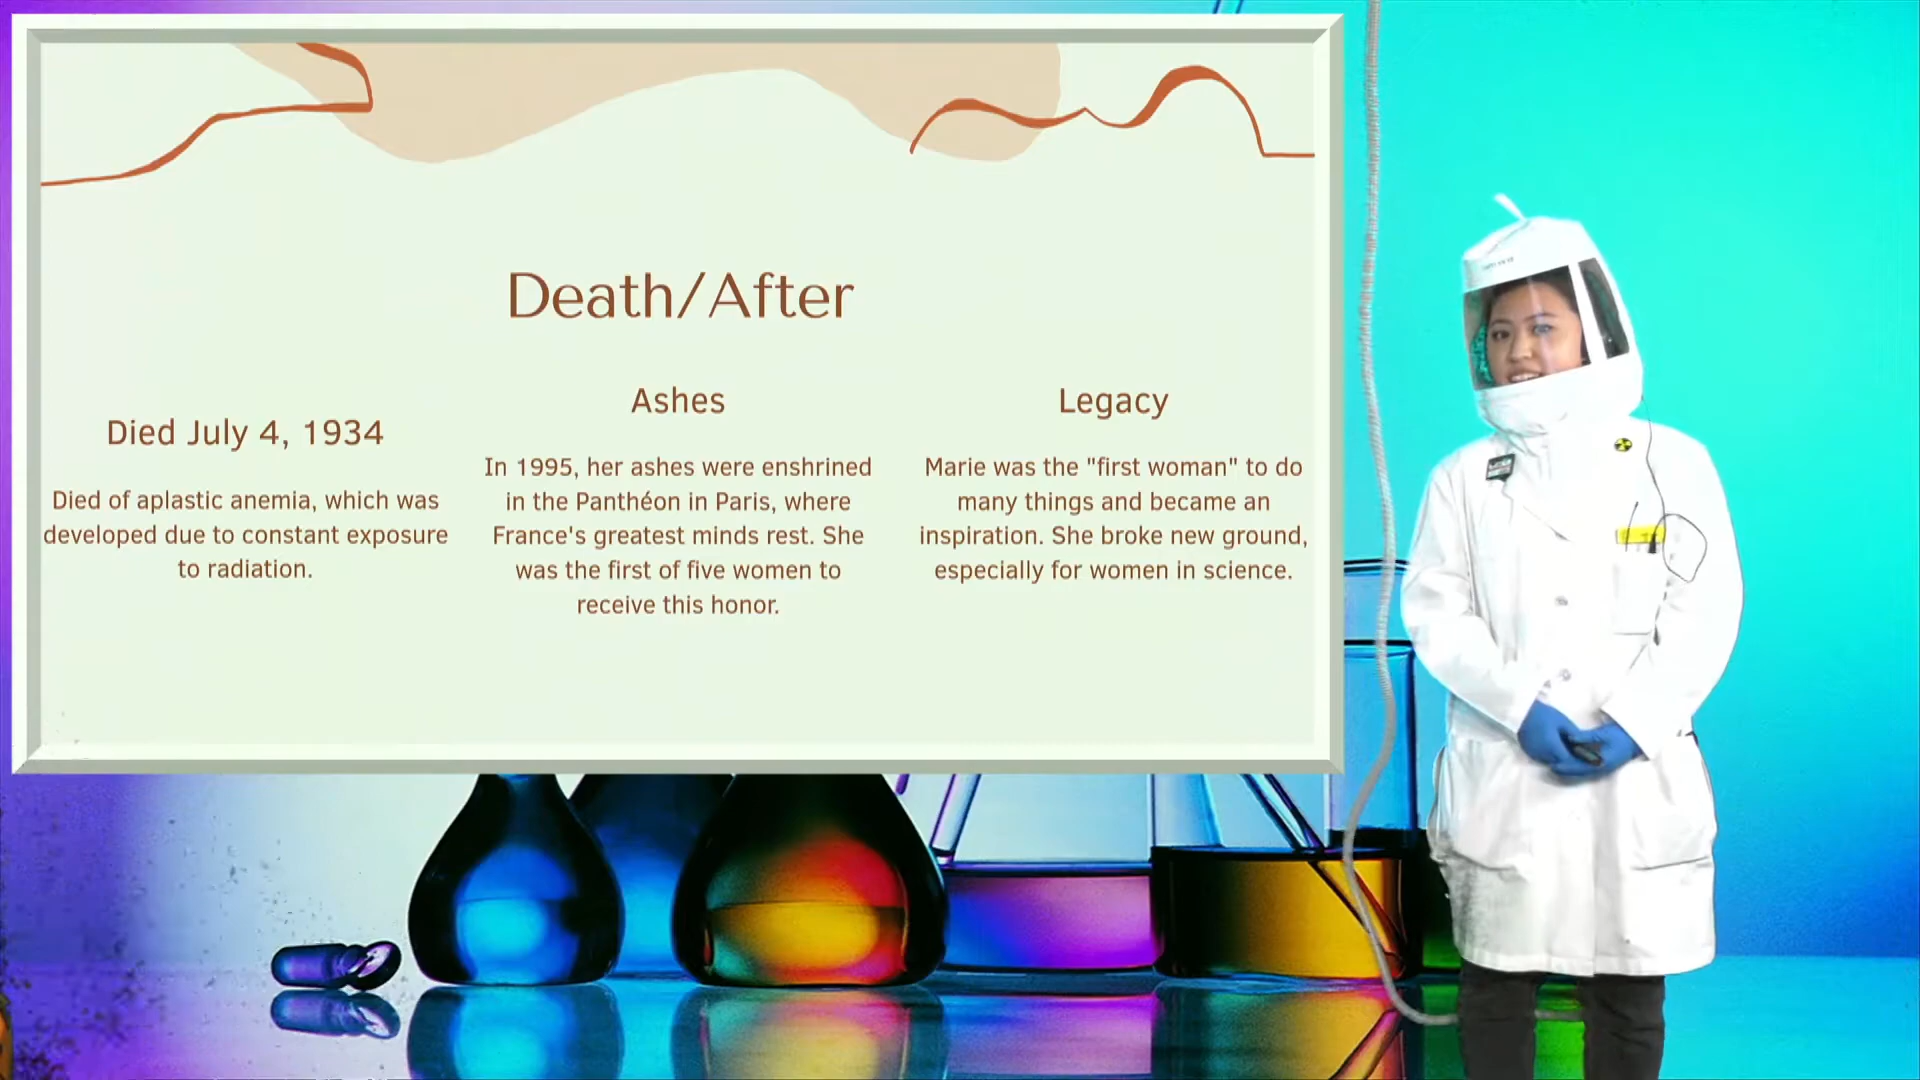 Death/After
Died July 4, 1934
Died of aplastic anemia, which was
developed due to constant exposure
to radiation.
Ashes
In 1995, her ashes were enshrined
in the Panthéon in Paris, where
France's greatest minds rest. She
was the first of five women to
receive this honor.
Legacy
Marie was the "first woman" to do
many things and became an
inspiration. She broke new ground,
especially for women in science.